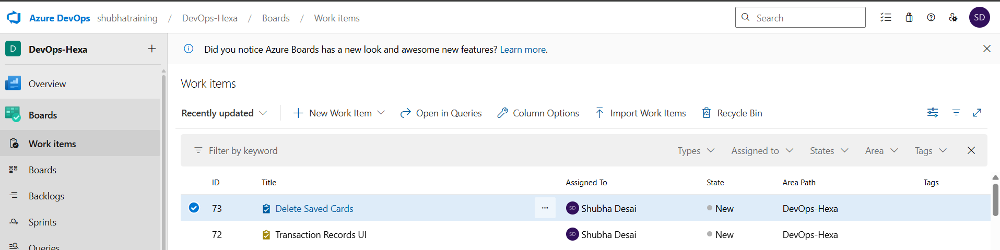 Azure DevOps shubhatraining / DevOps-Hexa / Boards / Work items Search SD
D DevOps-Hexa +
Did you notice Azure Boards has a new look and awesome new features? Learn more.
Overview
Boards
Work items
Boards
Backlogs
Sprints
Queries
Work items
Recently updated New Work Item Open in Queries Column Options Import Work Items Recycle Bin
Filter by keyword Types Assigned to States Area Tags
ID Title Assigned To State Area Path Tags
73 Delete Saved Cards ... SD Shubha Desai New DevOps-Hexa
72 Transaction Records UI SD Shubha Desai New DevOps-Hexa